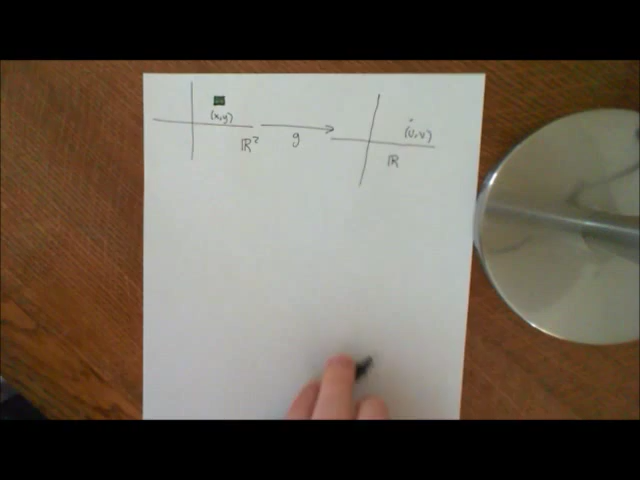 (x,y)
ℝ²
g
(u,v)
ℝ